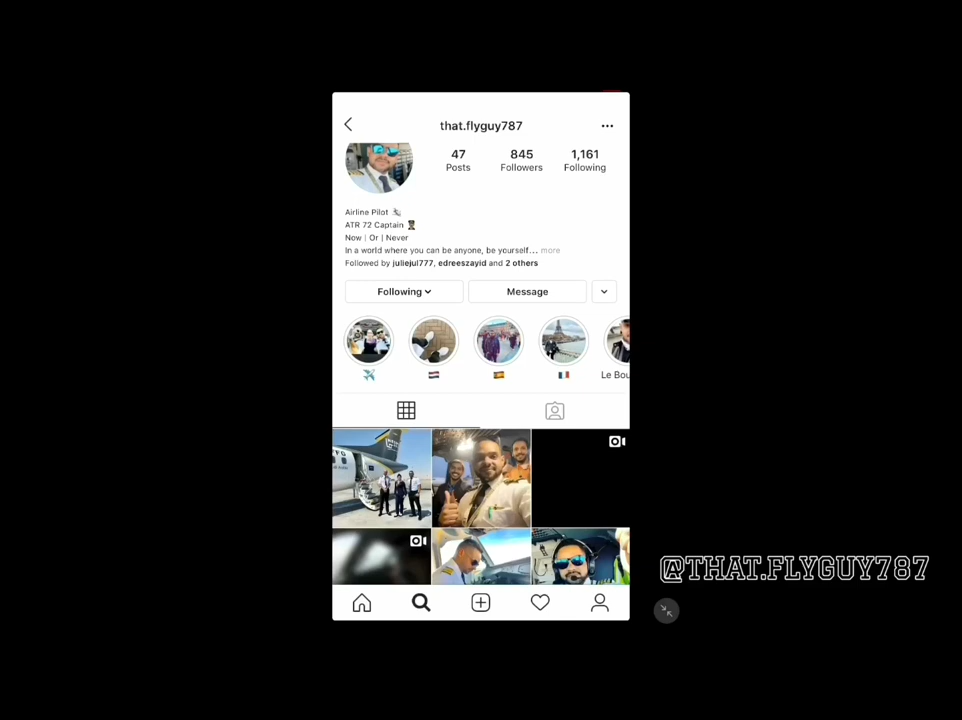 that.flyguy787
47 845 1,161
Posts Followers Following
Airline Pilot
ATR 72 Captain
Now | Or | Never
In a world where you can be anyone, be yourself... more
Followed by juliejul777, edreeszayid and 2 others
Following Message
Le Bou
@THAT.FLYGUY787